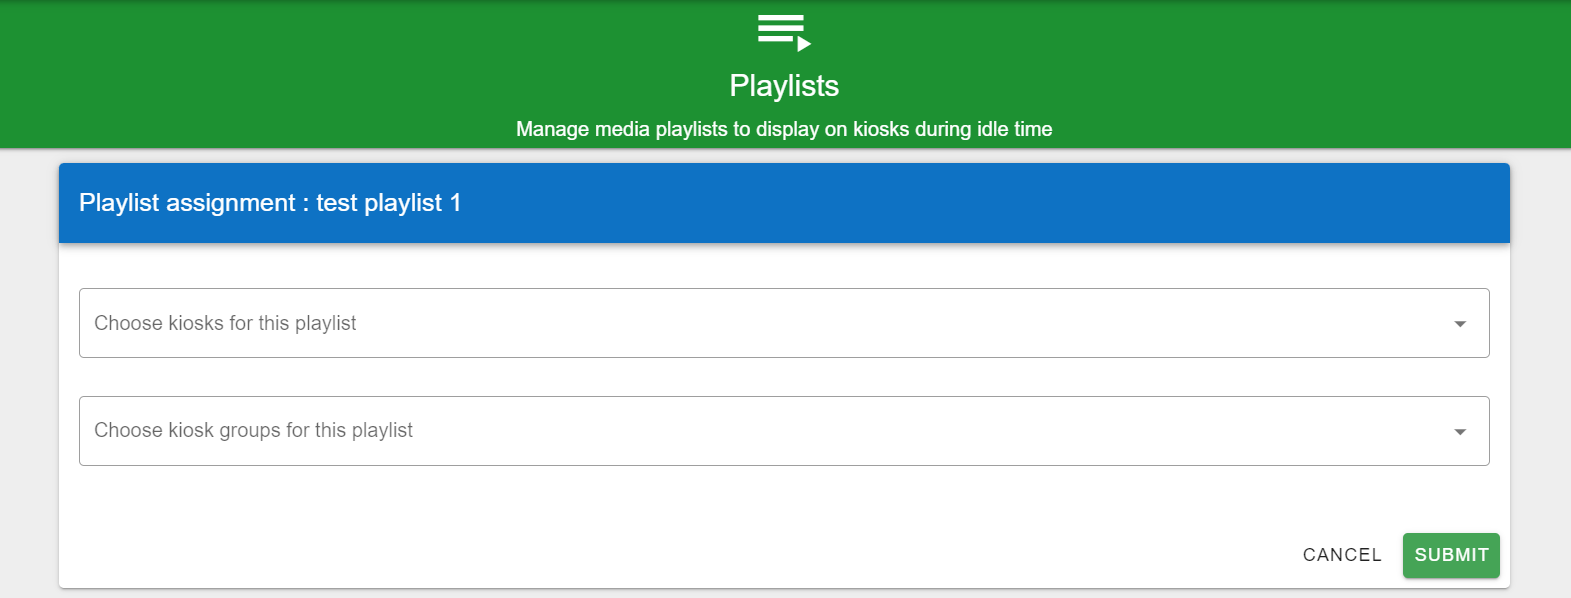 Playlists
Manage media playlists to display on kiosks during idle time
Playlist assignment : test playlist 1
Choose kiosks for this playlist
Choose kiosk groups for this playlist
CANCEL SUBMIT